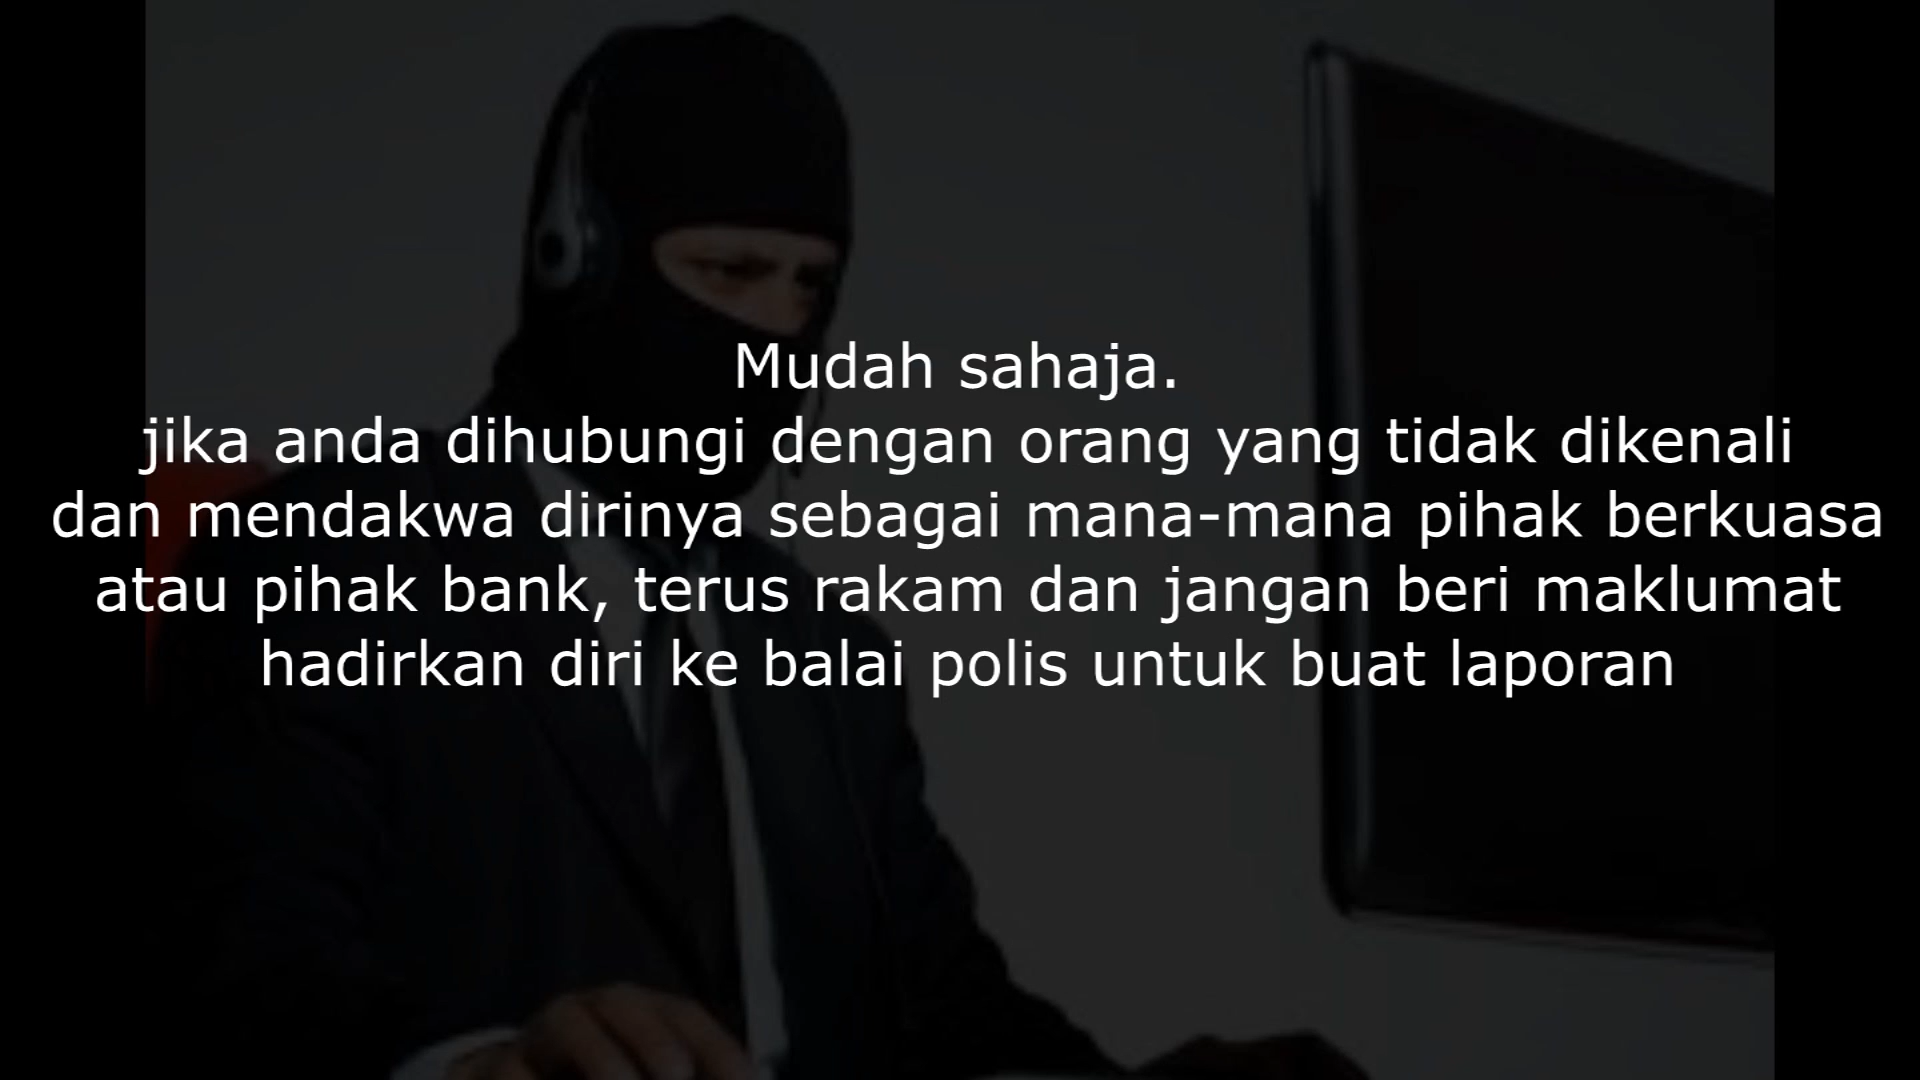 Mudah sahaja.
jika anda dihubungi dengan orang yang tidak dikenali
dan mendakwa dirinya sebagai mana-mana pihak berkuasa
atau pihak bank, terus rakam dan jangan beri maklumat
hadirkan diri ke balai polis untuk buat laporan